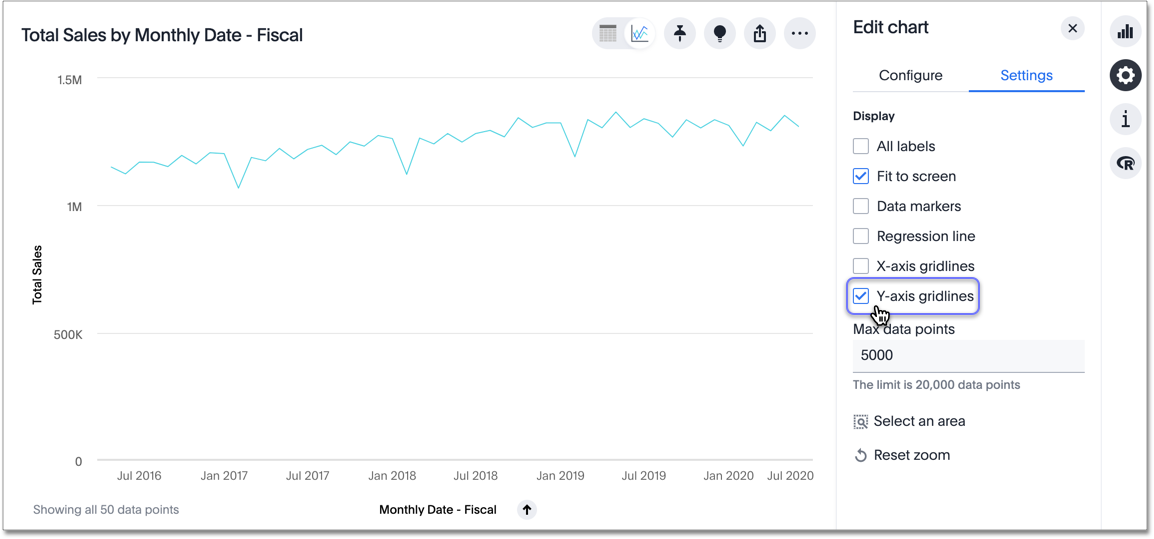 Total Sales by Monthly Date - Fiscal
1.5M
1M
500K
0
Total Sales
Jul 2016
Jan 2017
Jul 2017
Jan 2018
Jul 2018
Jan 2019
Jul 2019
Jan 2020
Jul 2020
Showing all 50 data points
Monthly Date - Fiscal
Edit chart
Configure
Settings
Display
All labels
Fit to screen
Data markers
Regression line
X-axis gridlines
Y-axis gridlines
Max data points
5000
The limit is 20,000 data points
Select an area
Reset zoom
i
R